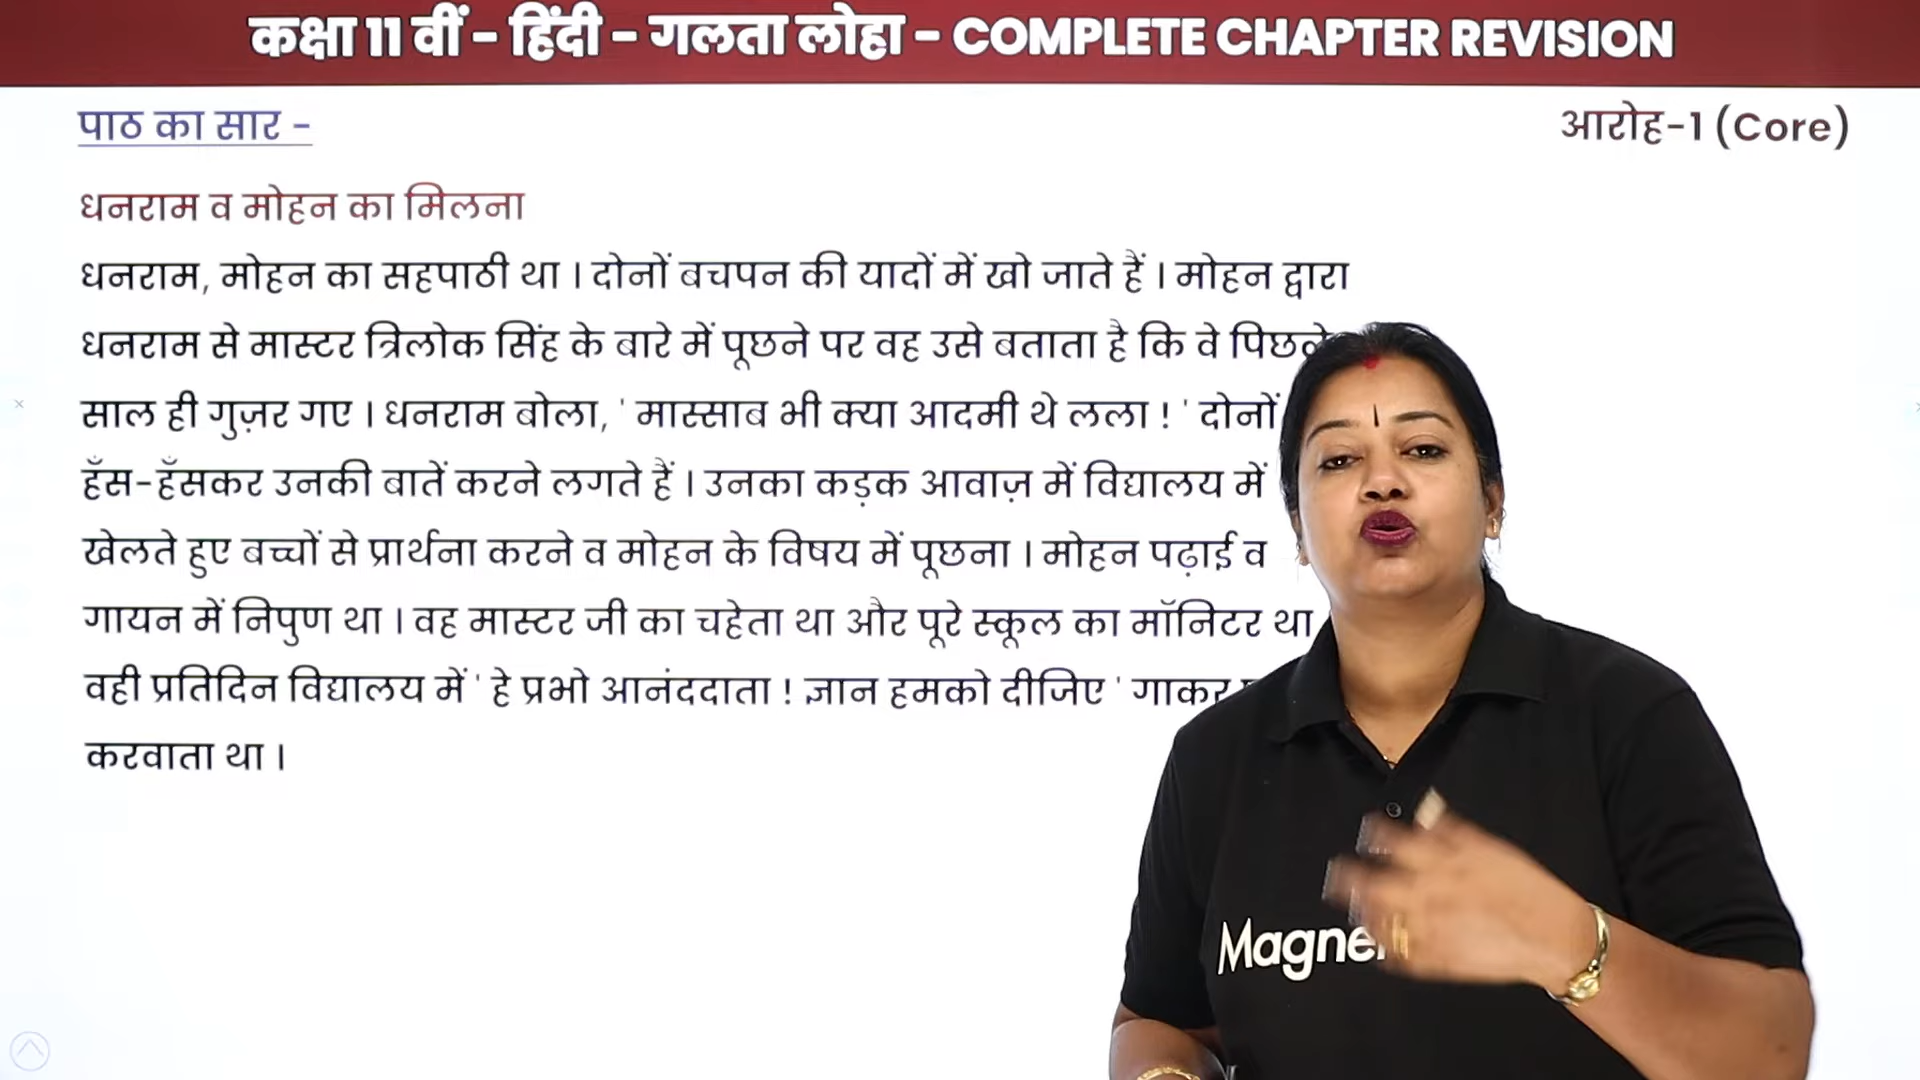 कक्षा 11 वीं - हिंदी - गलता लोहा - COMPLETE CHAPTER REVISION
पाठ का सार -
आरोह-1 (Core)
धनराम व मोहन का मिलना
धनराम, मोहन का सहपाठी था । दोनों बचपन की यादों में खो जाते हैं । मोहन द्वारा
धनराम से मास्टर त्रिलोक सिंह के बारे में पूछने पर वह उसे बताता है कि वे पिछले
साल ही गुज़र गए । धनराम बोला, ' मास्साब भी क्या आदमी थे लला ! ' दोनों
हँस-हँसकर उनकी बातें करने लगते हैं । उनका कड़क आवाज़ में विद्यालय में
खेलते हुए बच्चों से प्रार्थना करने व मोहन के विषय में पूछना । मोहन पढ़ाई व
गायन में निपुण था । वह मास्टर जी का चहेता था और पूरे स्कूल का मॉनिटर था
वही प्रतिदिन विद्यालय में ' हे प्रभो आनंददाता ! ज्ञान हमको दीजिए ' गाकर
करवाता था ।